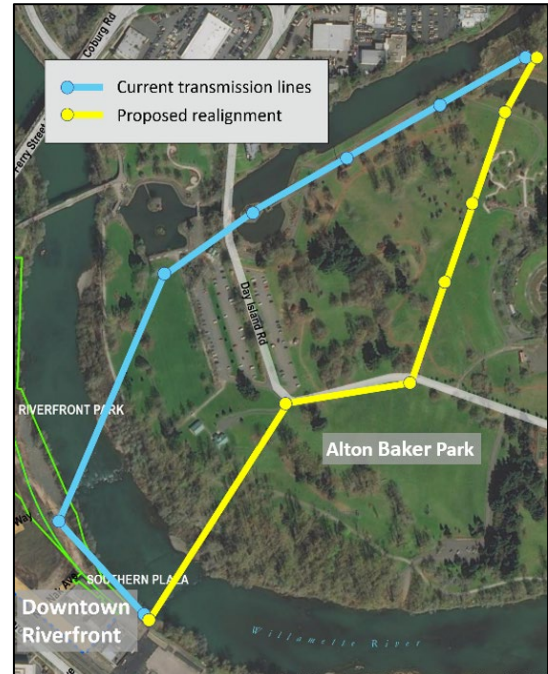 Coburg Rd
Ferry Street
Current transmission lines
Proposed realignment
Day Island Rd
RIVERFRONT PARK
Alton Baker Park
Way
SOUTHERN PLAZA
Downtown
Riverfront
Willamette River